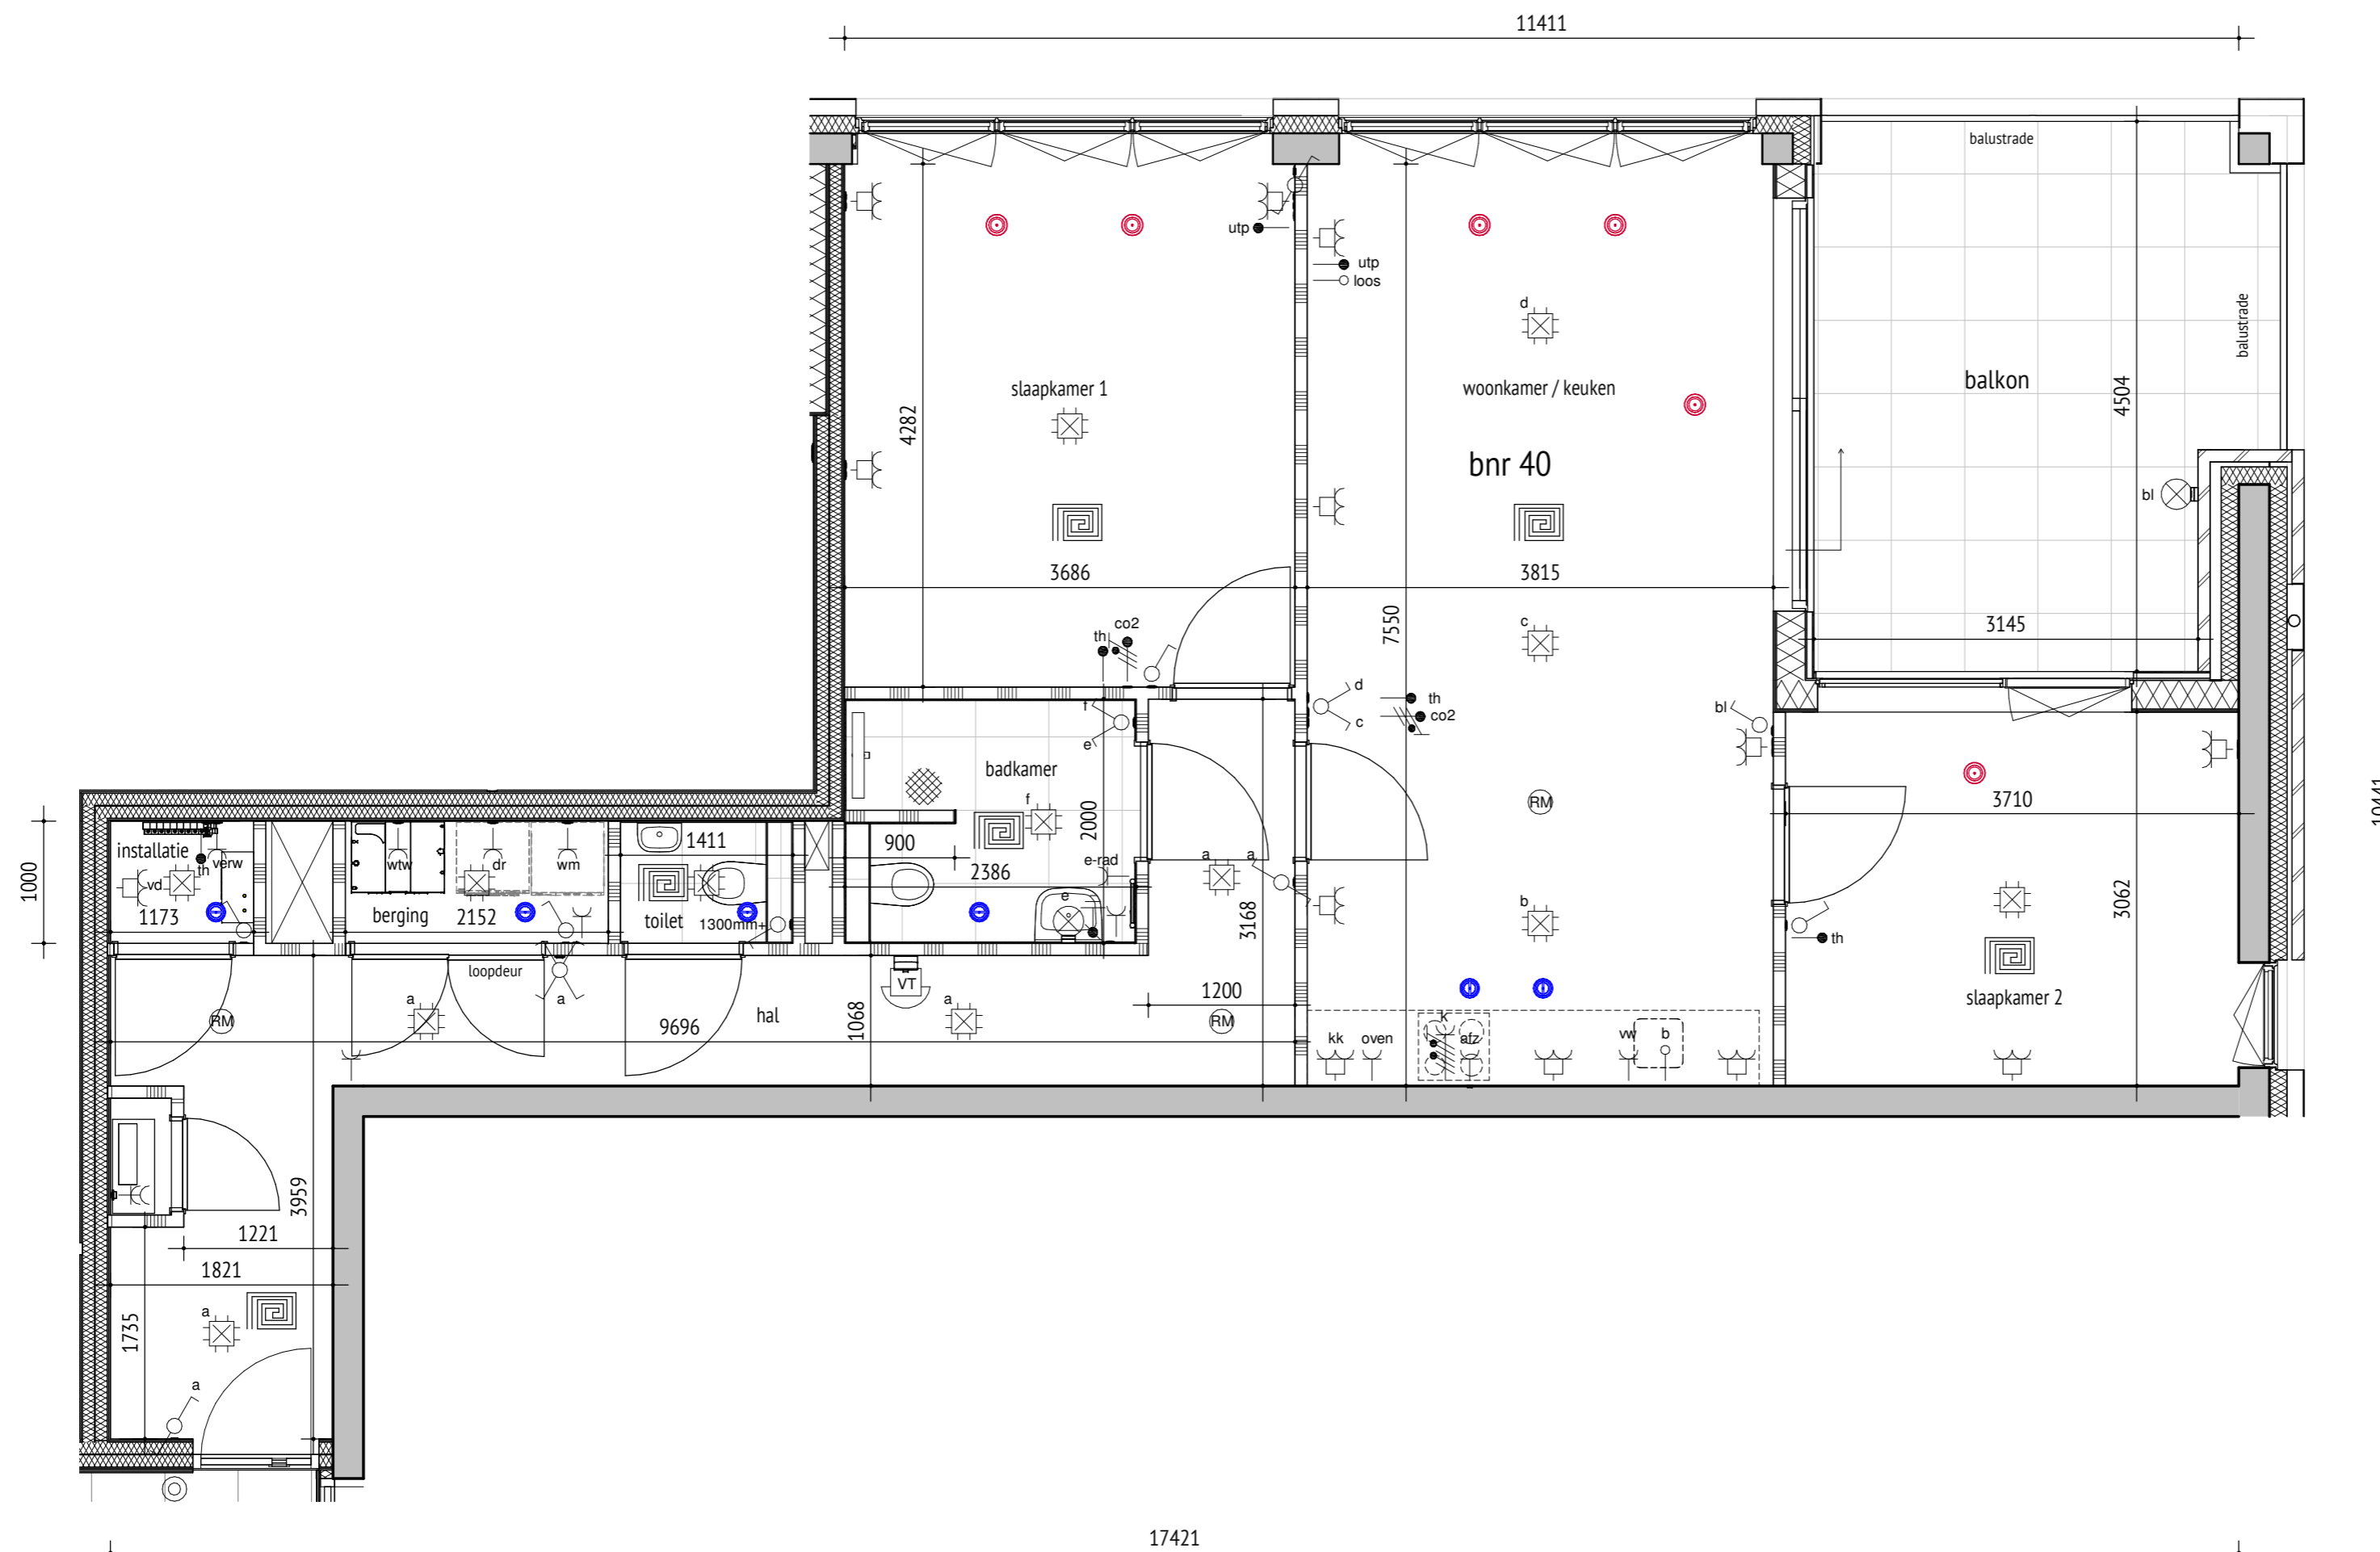 11411
balustrade
utp
utp
loos
d
balustrade
slaapkamer 1
woonkamer / keuken
balkon
4282
4504
bnr 40
bl
3686
3815
c
7550
3145
co2
th
d
th
co2
c
bl
f
e
badkamer
f
RM
3710
10441
2000
1000
installatie
verw
th
vd
wtw
dr
wm
1411
900
e-rad
a
a
2386
e
1173
berging
2152
toilet
1300mm+
3168
b
3062
th
loopdeur
VT
a
a
a
RM
hal
9696
1068
1200
RM
slaapkamer 2
kk
oven
k
afz
vw
b
3959
1221
1821
a
1735
a
17421